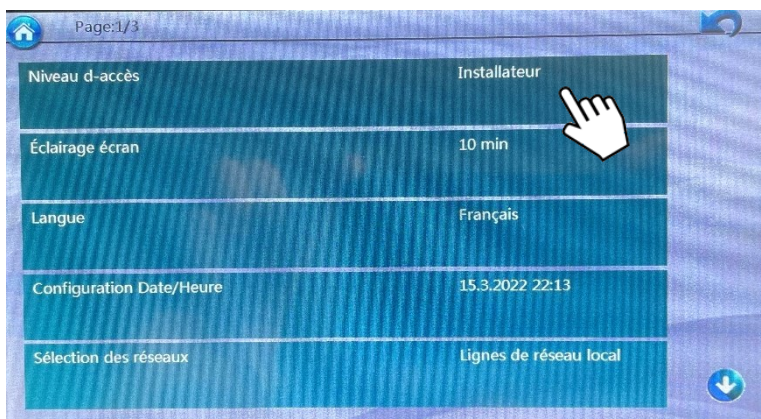 Page:1/3
Niveau d-accès Installateur
Éclairage écran 10 min
Langue Français
Configuration Date/Heure 15.3.2022 22:13
Sélection des réseaux Lignes de réseau local